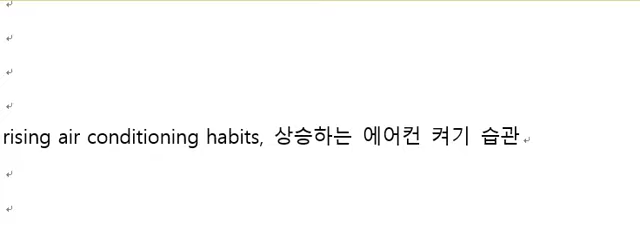 rising air conditioning habits, 상승하는 에어컨 켜기 습관